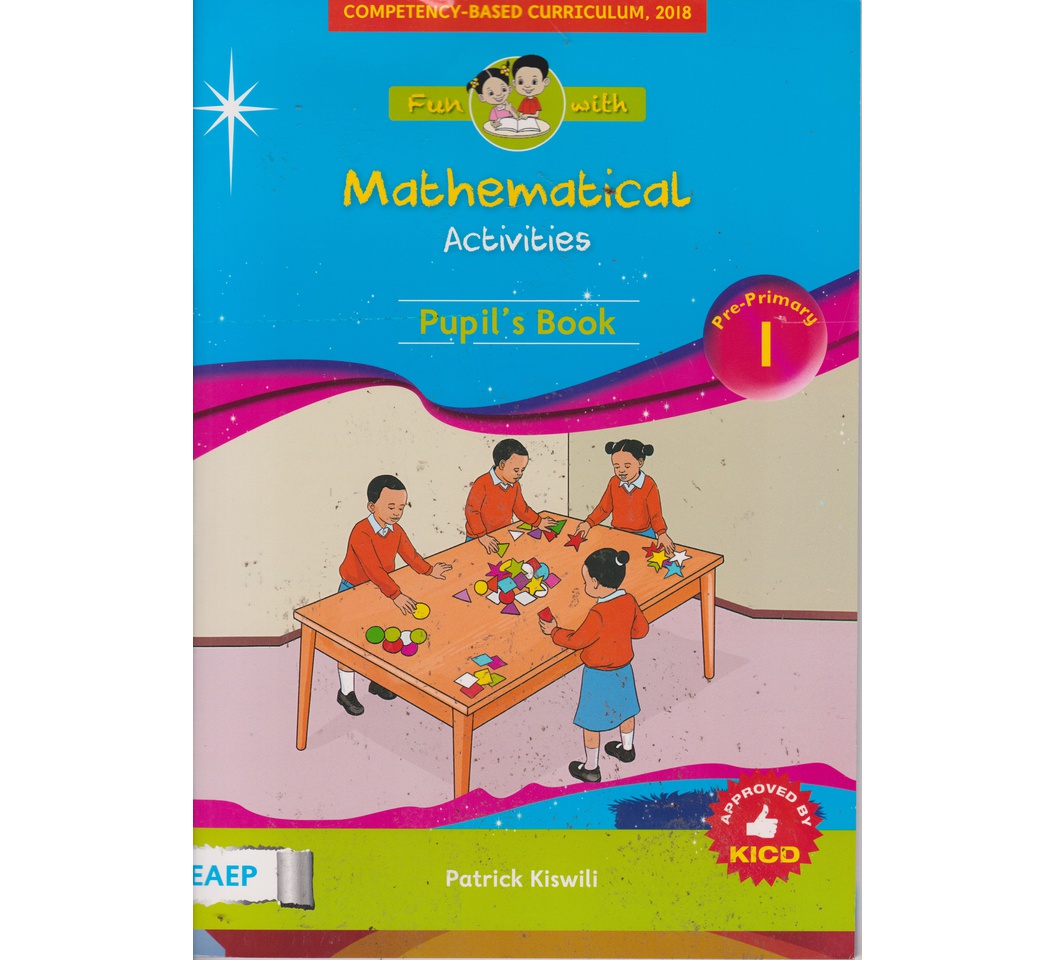 COMPETENCY-BASED CURRICULUM, 2018
Fun with
Mathematical
Activities
Pupil's Book
Pre-Primary
1
APPROVED BY
KICD
EAEP
Patrick Kiswili